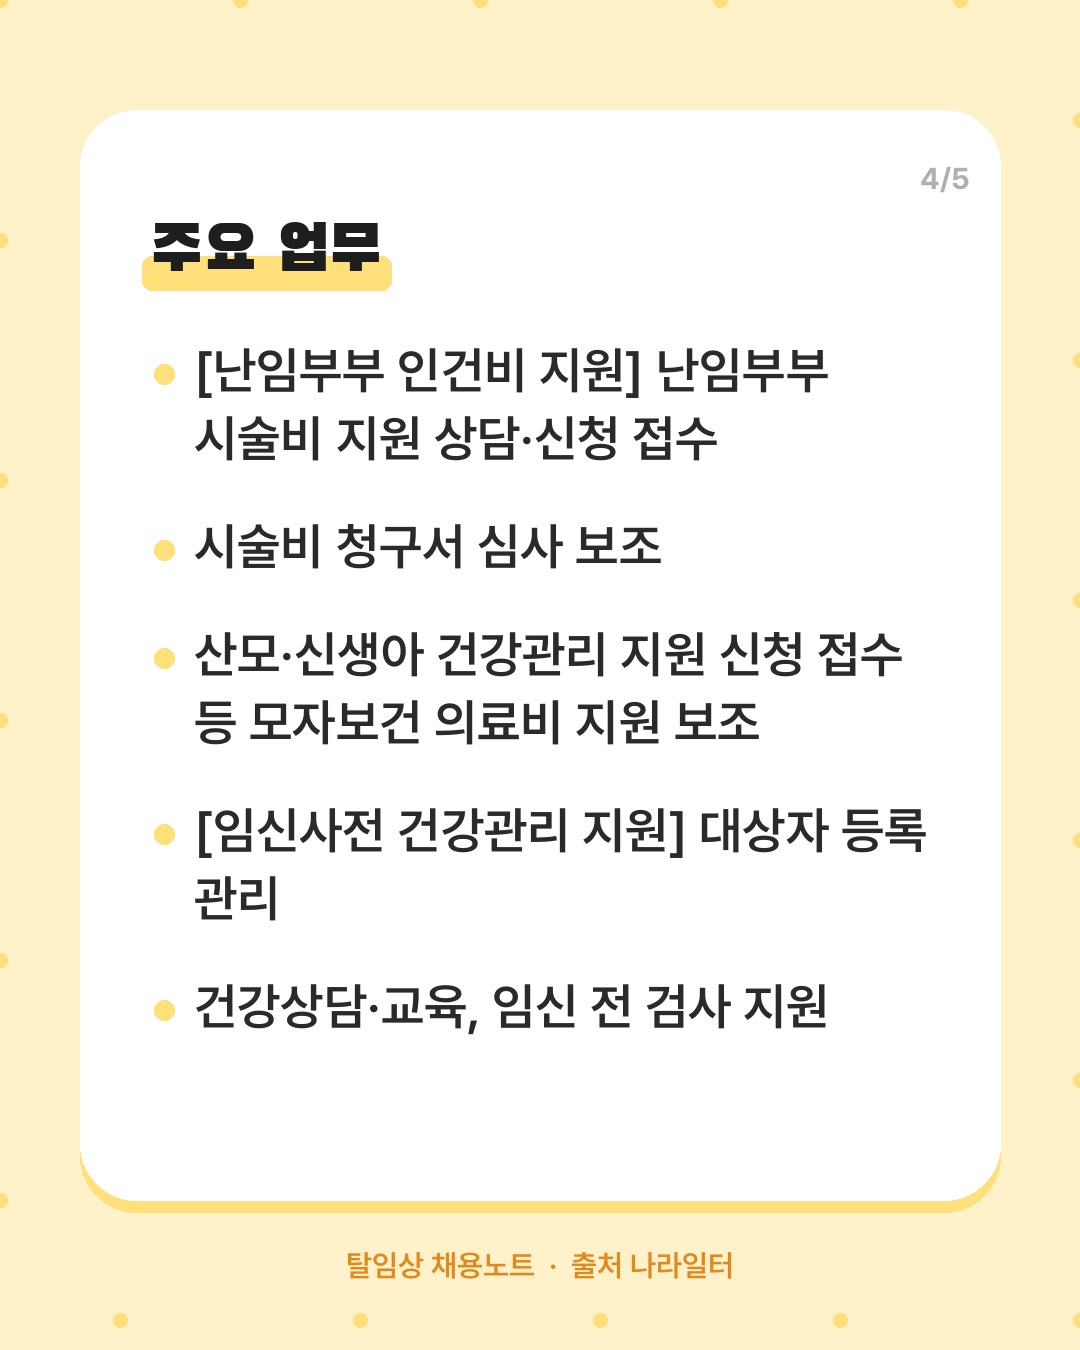 4/5
주요 업무
[난임부부 인건비 지원] 난임부부
시술비 지원 상담·신청 접수
시술비 청구서 심사 보조
산모·신생아 건강관리 지원 신청 접수
등 모자보건 의료비 지원 보조
[임신사전 건강관리 지원] 대상자 등록
관리
건강상담·교육, 임신 전 검사 지원
탈임상 채용노트 · 출처 나라일터